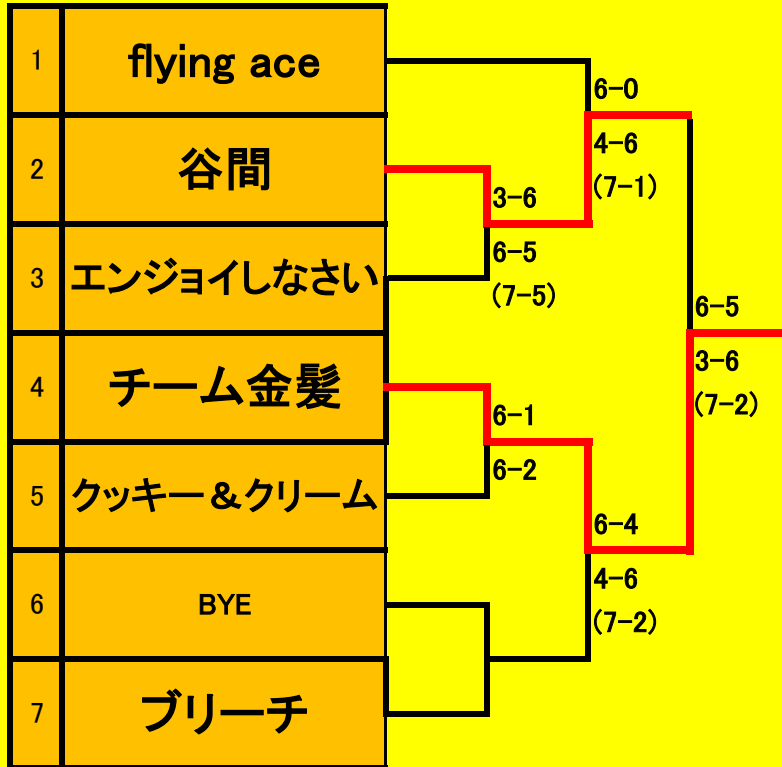 1 flying ace
2 谷間
3 エンジョイしなさい
4 チーム金髪
5 クッキー＆クリーム
6 BYE
7 ブリーチ
3-6
6-5
(7-5)
6-1
6-2
6-0
4-6
(7-1)
6-4
4-6
(7-2)
6-5
3-6
(7-2)